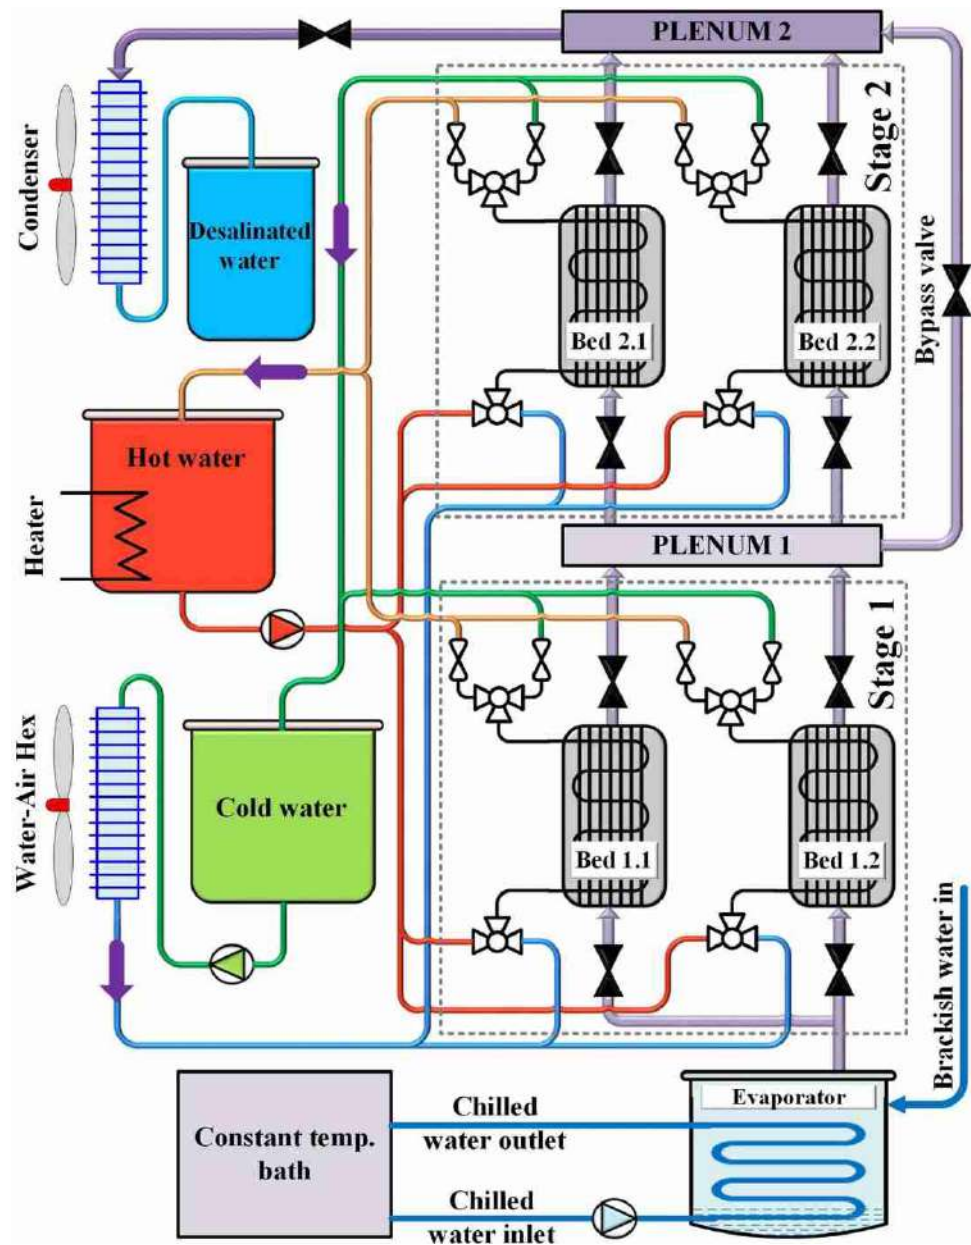 PLENUM 2
Stage 2
Condenser
Desalinated
water
Bypass valve
Bed 2.1
Bed 2.2
Hot water
Heater
PLENUM 1
Stage 1
Water-Air Hex
Cold water
Bed 1.1
Bed 1.2
Brackish water in
Evaporator
Constant temp.
bath
Chilled
water outlet
Chilled
water inlet